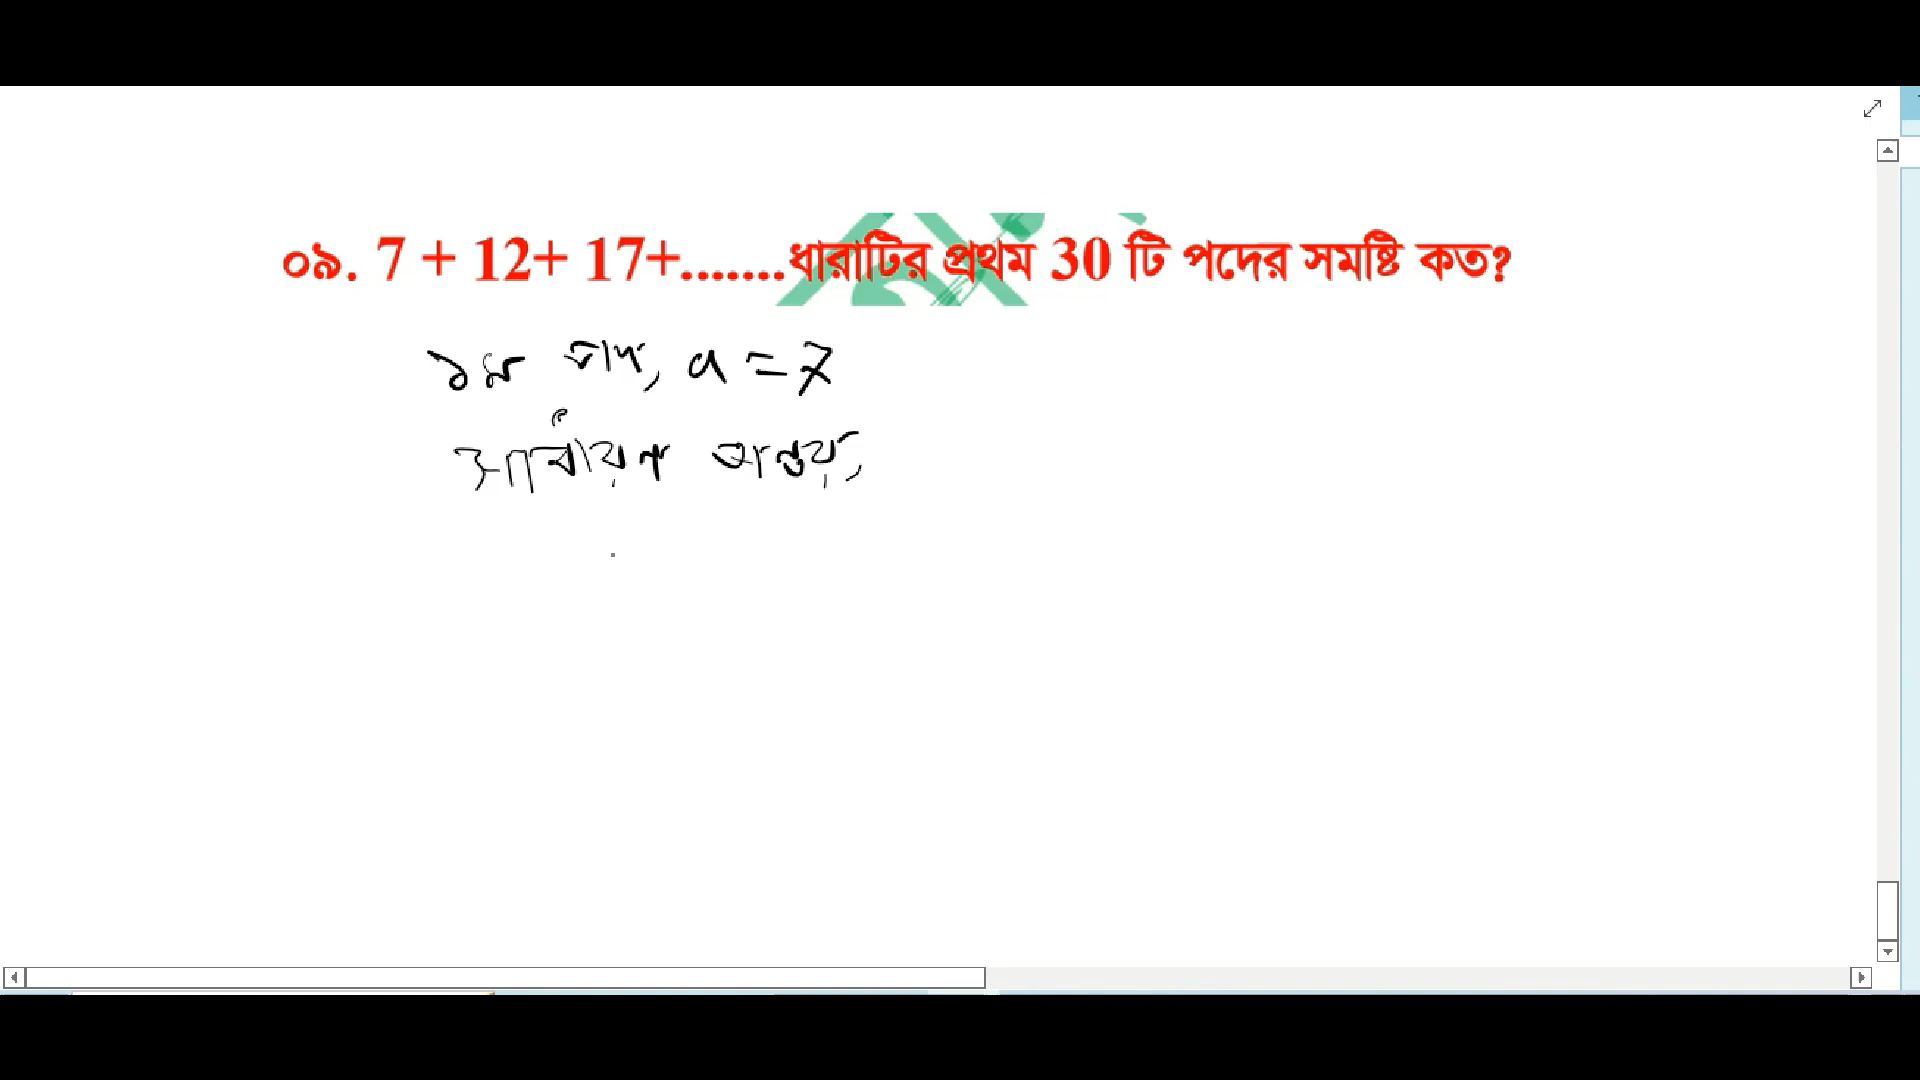 ০৯. 7 + 12+ 17+.......ধারাটির প্রথম 30 টি পদের সমষ্টি কত?
১ম পদ, a = 7
সাধারণ অন্তর,